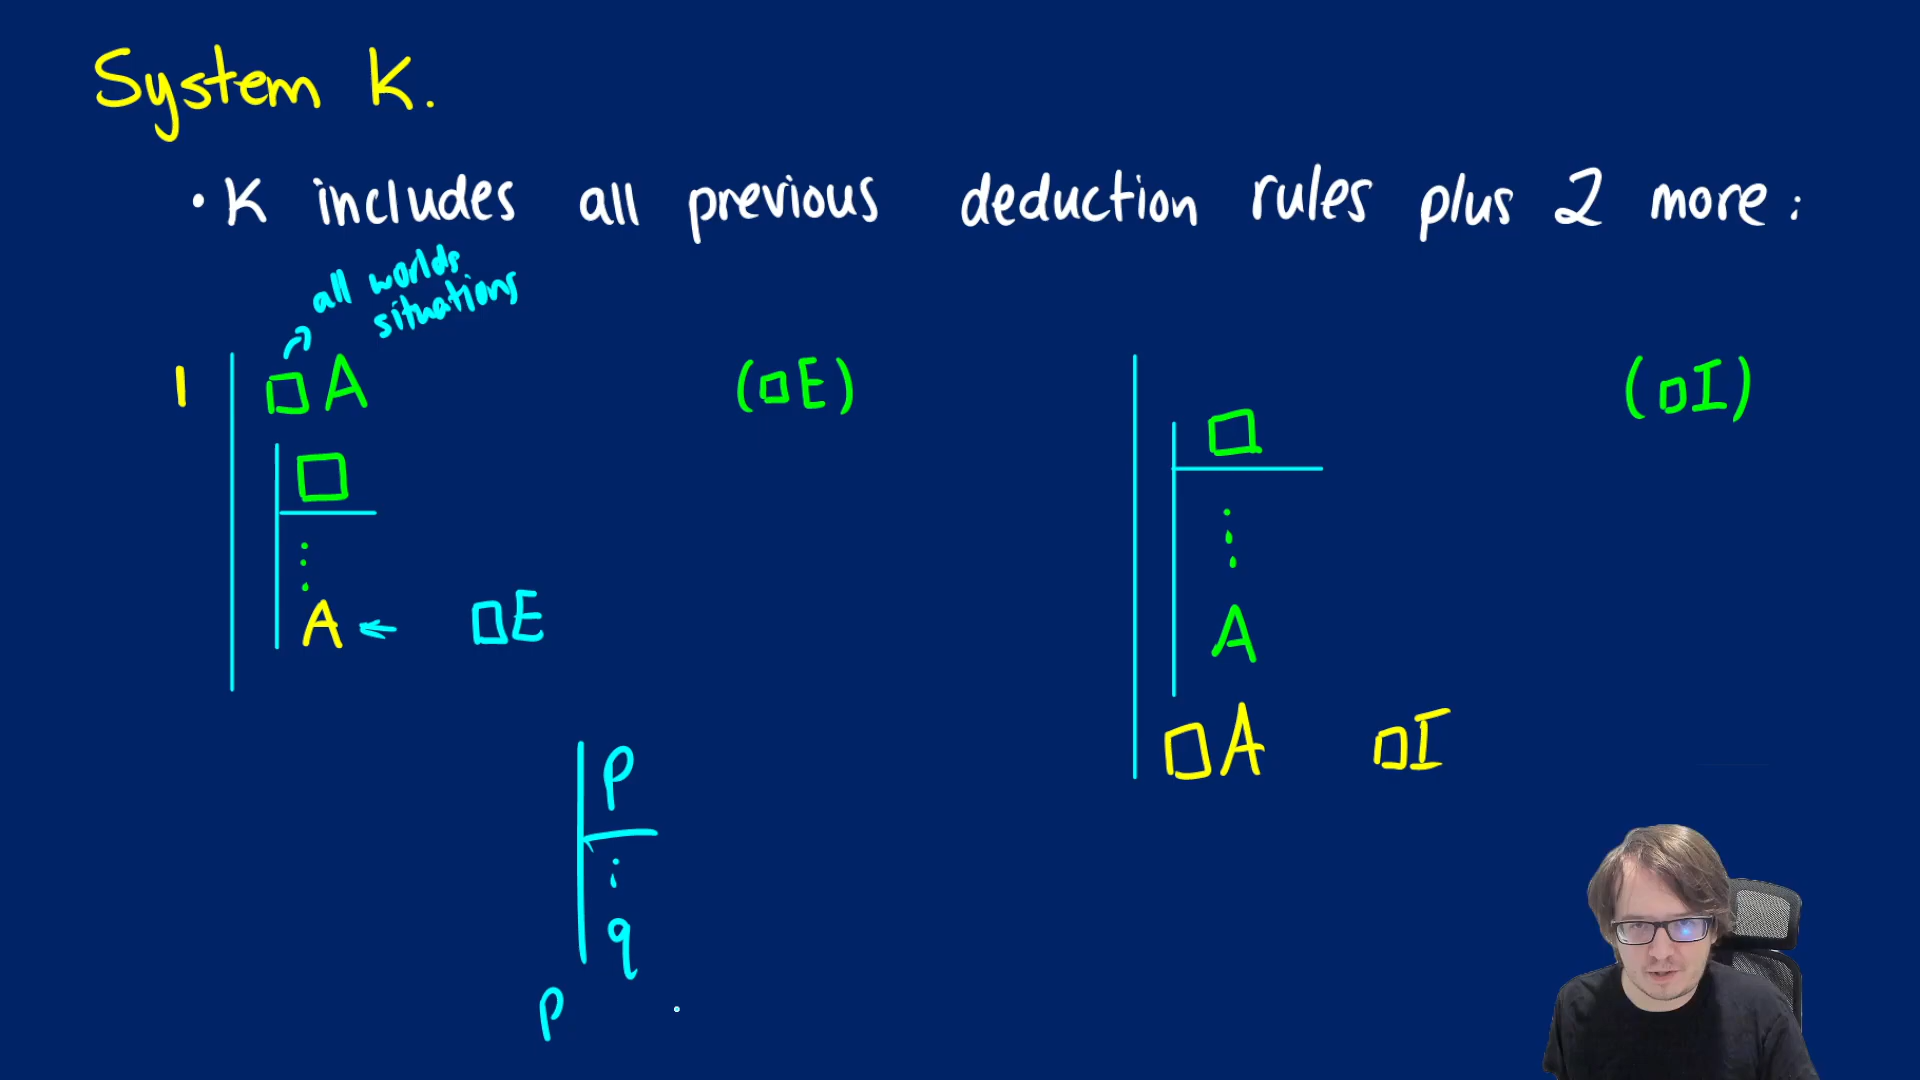 System K.
• K includes all previous deduction rules plus 2 more:
all worlds
situations
1 □A (□E)
□
⋮
A ← □E
(□I)
□
⋮
A
□A □I
p
⋮
q
p